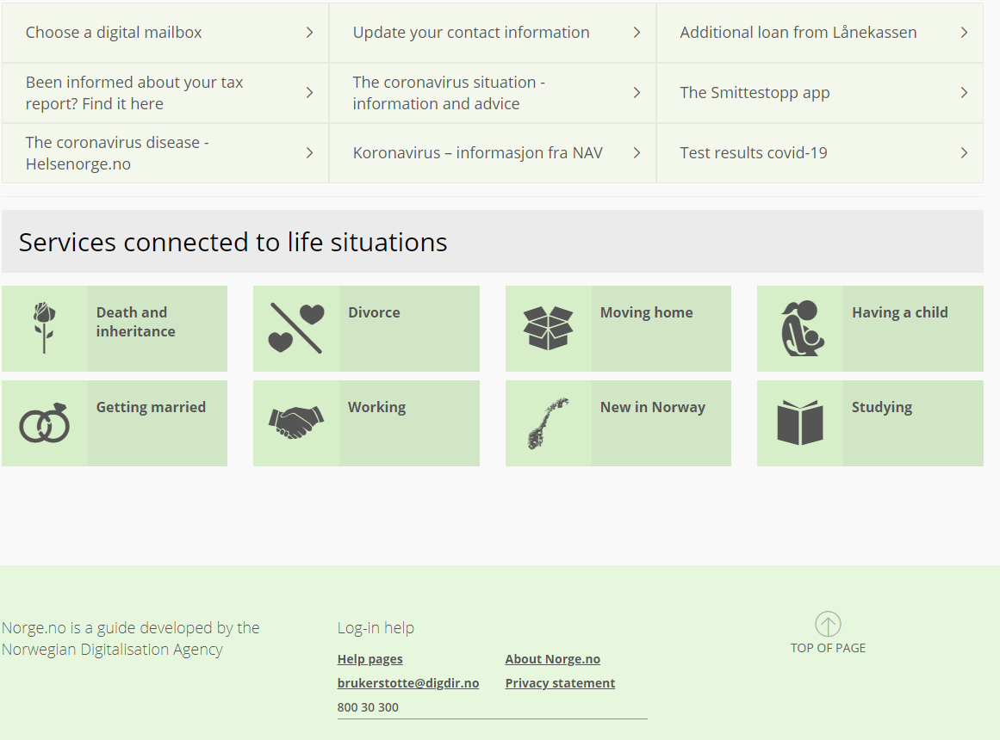 Choose a digital mailbox
Update your contact information
Additional loan from Lånekassen
Been informed about your tax
report? Find it here
The coronavirus situation -
information and advice
The Smittestopp app
The coronavirus disease -
Helsenorge.no
Koronavirus – informasjon fra NAV
Test results covid-19
Services connected to life situations
Death and
inheritance
Divorce
Moving home
Having a child
Getting married
Working
New in Norway
Studying
Norge.no is a guide developed by the
Norwegian Digitalisation Agency
Log-in help
Help pages
About Norge.no
brukerstotte@digdir.no
Privacy statement
800 30 300
TOP OF PAGE